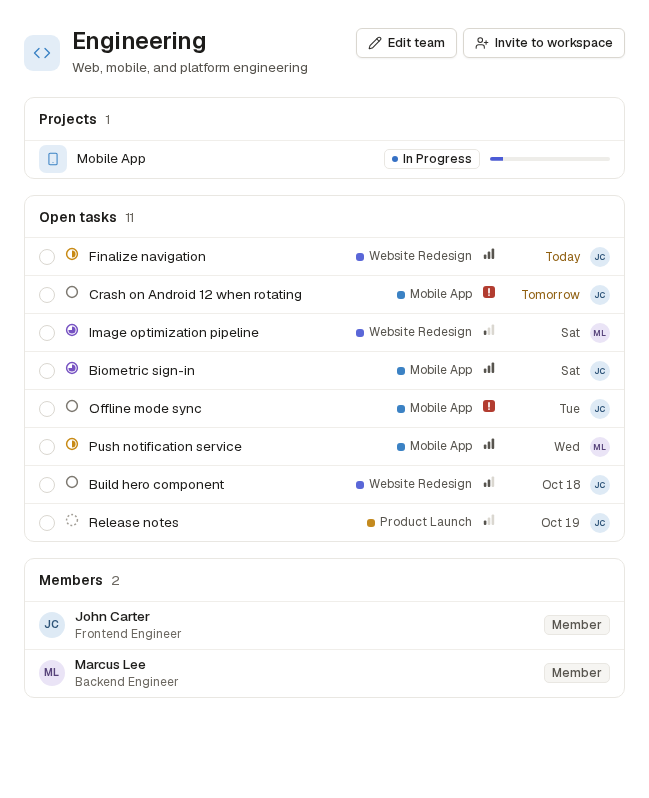 Engineering
Web, mobile, and platform engineering
Edit team
Invite to workspace
Projects 1
Mobile App In Progress
Open tasks 11
Finalize navigation Website Redesign Today JC
Crash on Android 12 when rotating Mobile App Tomorrow JC
Image optimization pipeline Website Redesign Sat ML
Biometric sign-in Mobile App Sat JC
Offline mode sync Mobile App Tue JC
Push notification service Mobile App Wed ML
Build hero component Website Redesign Oct 18 JC
Release notes Product Launch Oct 19 JC
Members 2
JC John Carter Member
Frontend Engineer
ML Marcus Lee Member
Backend Engineer